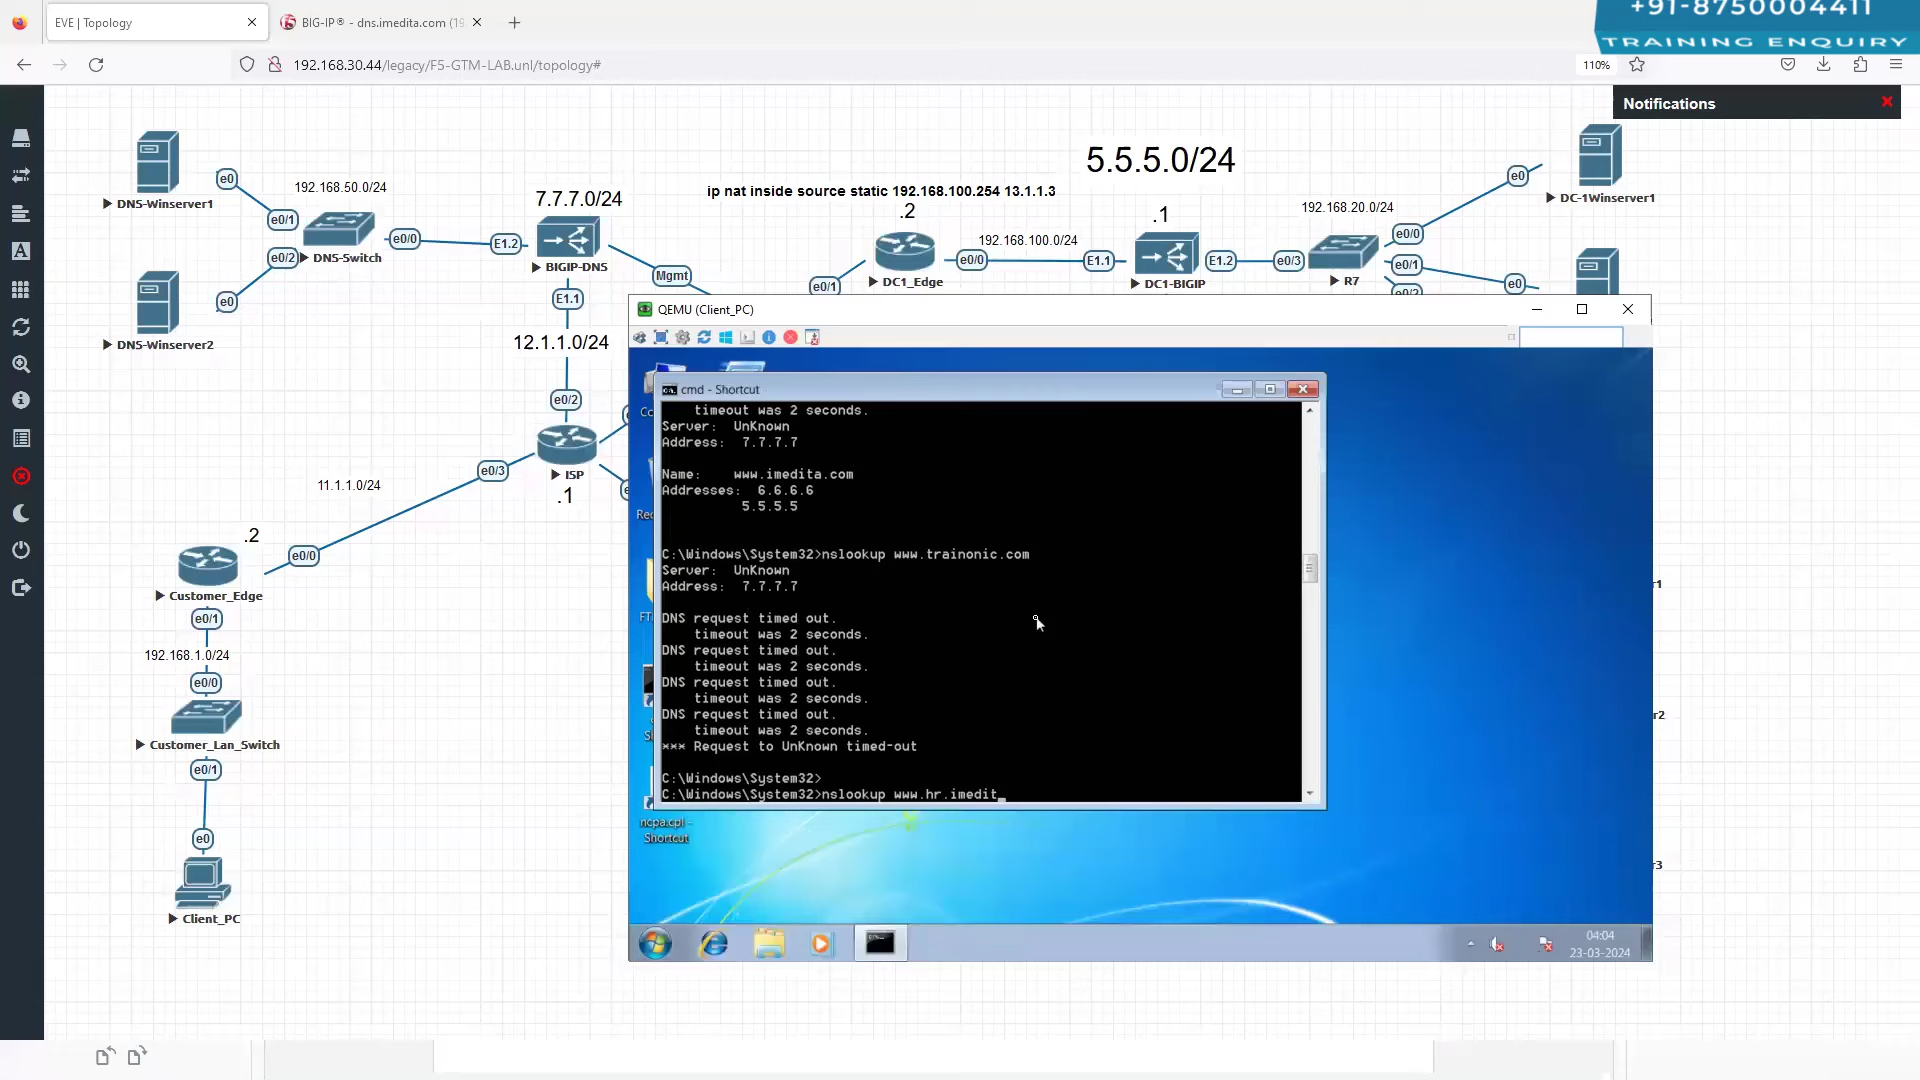 +91-8750004411
TRAINING ENQUIRY
EVE | Topology
BIG-IP® - dns.imedita.com (19
192.168.30.44/legacy/F5-GTM-LAB.unl/topology#
110%
Notifications
5.5.5.0/24
ip nat inside source static 192.168.100.254 13.1.1.3
DNS-Winserver1
e0
192.168.50.0/24
e0/1
e0/2
DNS-Switch
e0/0
E1.2
7.7.7.0/24
BIGIP-DNS
Mgmt
E1.1
DNS-Winserver2
e0
.2
DC1_Edge
e0/1
e0/0
192.168.100.0/24
E1.1
.1
DC1-BIGIP
E1.2
e0/3
192.168.20.0/24
R7
e0/0
e0/1
e0/2
e0
DC-1Winserver1
e0
12.1.1.0/24
e0/2
ISP
.1
e0/3
11.1.1.0/24
.2
e0/0
Customer_Edge
e0/1
192.168.1.0/24
e0/0
Customer_Lan_Switch
e0/1
e0
Client_PC
r1
r2
r3
QEMU (Client_PC)
cmd - Shortcut
timeout was 2 seconds.
Server: UnKnown
Address: 7.7.7.7
Name: www.imedita.com
Addresses: 6.6.6.6
5.5.5.5
C:\Windows\System32>nslookup www.trainonic.com
Server: UnKnown
Address: 7.7.7.7
DNS request timed out.
timeout was 2 seconds.
DNS request timed out.
timeout was 2 seconds.
DNS request timed out.
timeout was 2 seconds.
DNS request timed out.
timeout was 2 seconds.
*** Request to UnKnown timed-out
C:\Windows\System32>
C:\Windows\System32>nslookup www.hr.imedit_
ncpa.cpl -
Shortcut
04:04
23-03-2024